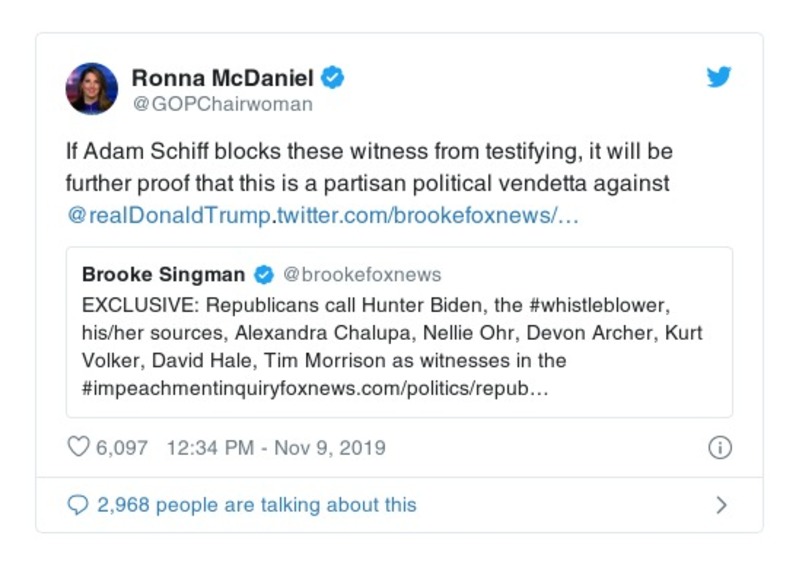 Ronna McDaniel
@GOPChairwoman
If Adam Schiff blocks these witness from testifying, it will be
further proof that this is a partisan political vendetta against
@realDonaldTrump.twitter.com/brookefoxnews/…
Brooke Singman @brookefoxnews
EXCLUSIVE: Republicans call Hunter Biden, the #whistleblower,
his/her sources, Alexandra Chalupa, Nellie Ohr, Devon Archer, Kurt
Volker, David Hale, Tim Morrison as witnesses in the
#impeachmentinquiryfoxnews.com/politics/repub…
6,097 12:34 PM - Nov 9, 2019
2,968 people are talking about this